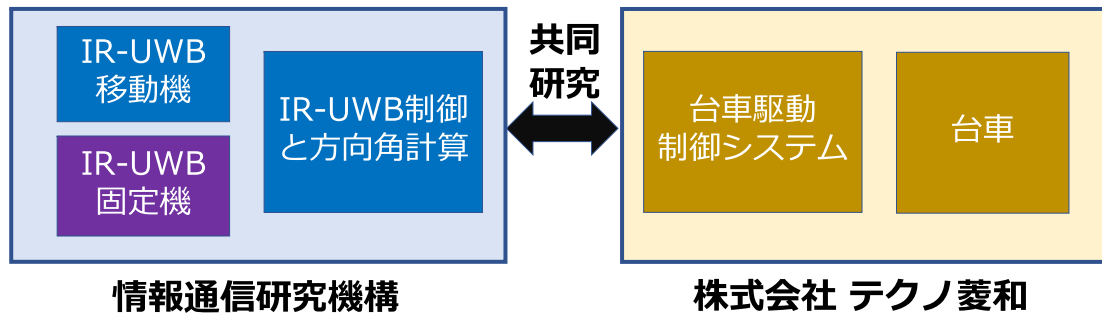 IR-UWB
移動機
IR-UWB
固定機
IR-UWB制御
と方向角計算
共同
研究
台車駆動
制御システム
台車
情報通信研究機構
株式会社 テクノ菱和